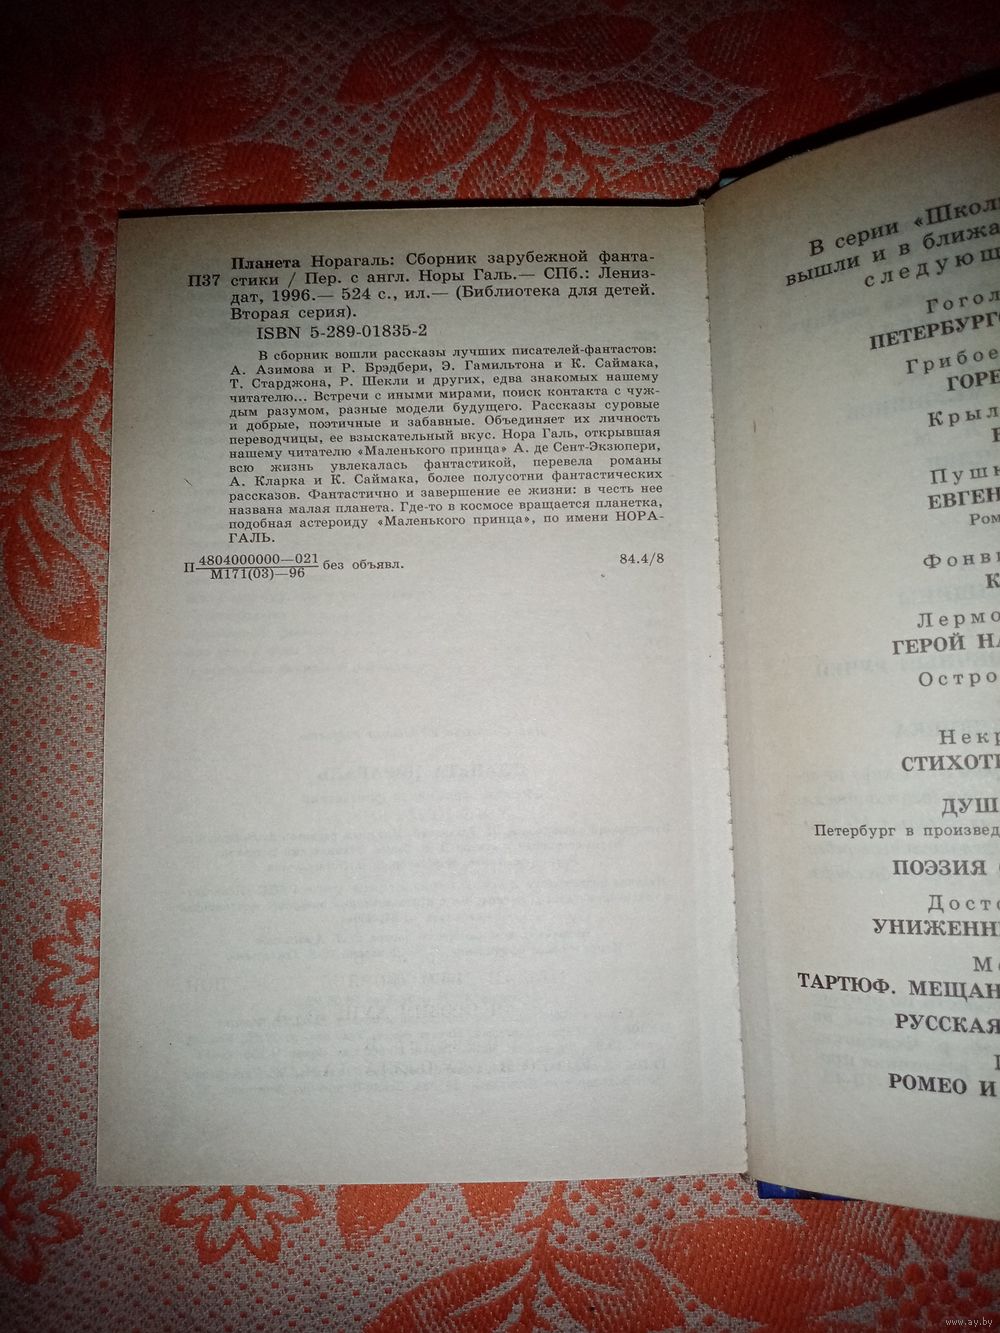 Планета Норагаль: Сборник зарубежной фанта-
П37 стики / Пер. с англ. Норы Галь.— СПб.: Лениз-
дат, 1996.— 524 с., ил.— (Библиотека для детей.
Вторая серия).
ISBN 5-289-01835-2
В сборник вошли рассказы лучших писателей-фантастов:
А. Азимова и Р. Брэдбери, Э. Гамильтона и К. Саймака,
Т. Старджона, Р. Шекли и других, едва знакомых нашему
читателю... Встречи с иными мирами, поиск контакта с чуж-
дым разумом, разные модели будущего. Рассказы суровые
и добрые, поэтичные и забавные. Объединяет их личность
переводчицы, ее взыскательный вкус. Нора Галь, открывшая
нашему читателю «Маленького принца» А. де Сент-Экзюпери,
всю жизнь увлекалась фантастикой, перевела романы
А. Кларка и К. Саймака, более полусотни фантастических
рассказов. Фантастично и завершение ее жизни: в честь нее
названа малая планета. Где-то в космосе вращается планетка,
подобная астероиду «Маленького принца», по имени НОРА-
ГАЛЬ.
П 4804000000—021 без объявл. 84.4/8
М171(03)—96
В серии «Школ
вышли и в ближа
следующ
Гогол
ПЕТЕРБУРГ
Грибое
ГОРЕ
Крыл
Пушк
ЕВГЕН
Ром
Фонви
К
Лермо
ГЕРОЙ НА
Остро
Некр
СТИХОТ
ДУШ
Петербург в произвед
ПОЭЗИЯ
Досто
УНИЖЕНН
Мо
ТАРТЮФ. МЕЩАН
РУССКАЯ
РОМЕО И
www.ay.by